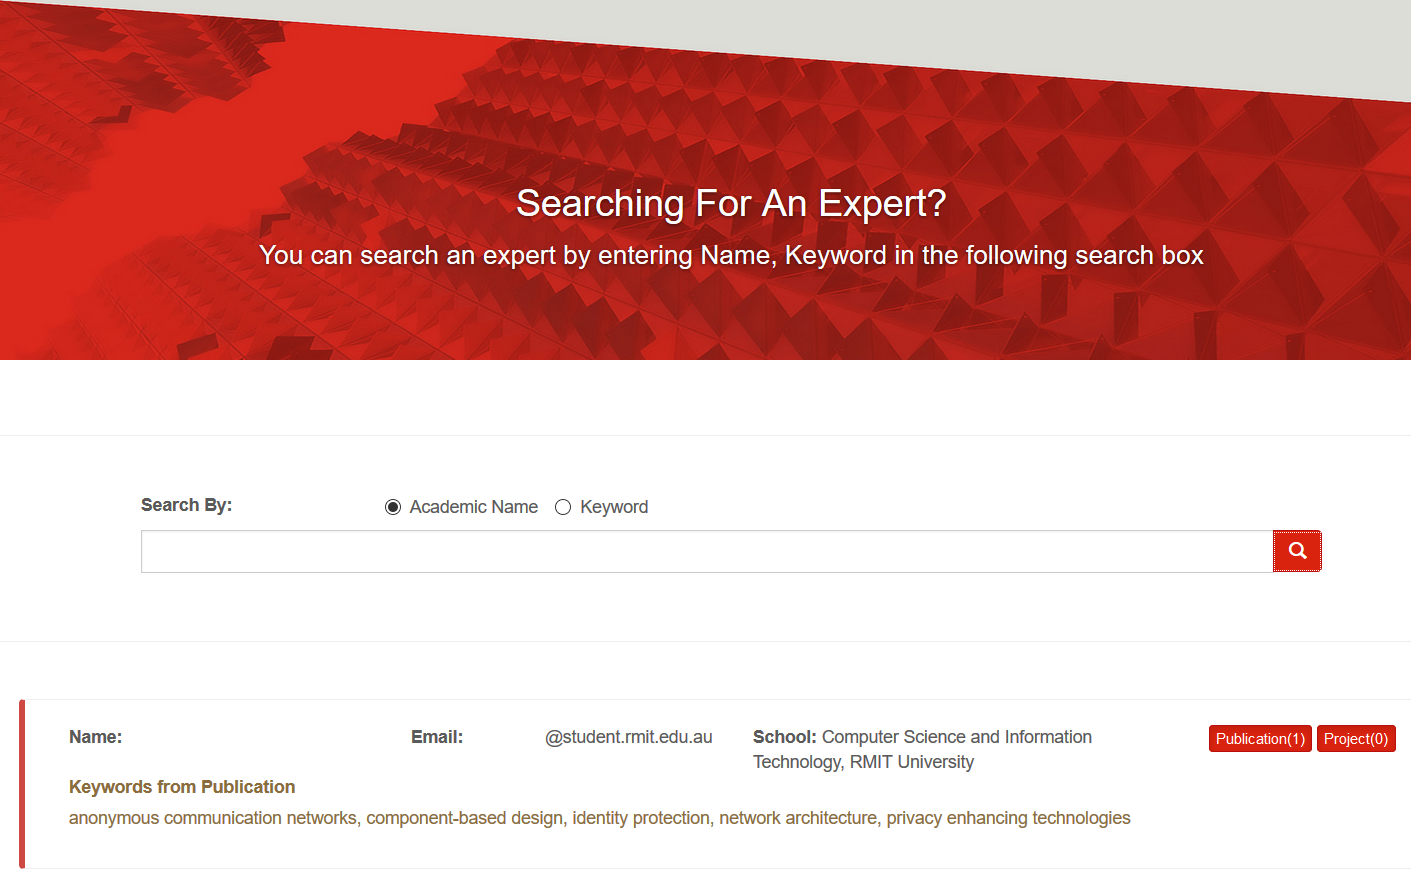 Searching For An Expert?
You can search an expert by entering Name, Keyword in the following search box
Search By: Academic Name Keyword
Name: Email: @student.rmit.edu.au School: Computer Science and Information Publication(1) Project(0)
Technology, RMIT University
Keywords from Publication
anonymous communication networks, component-based design, identity protection, network architecture, privacy enhancing technologies